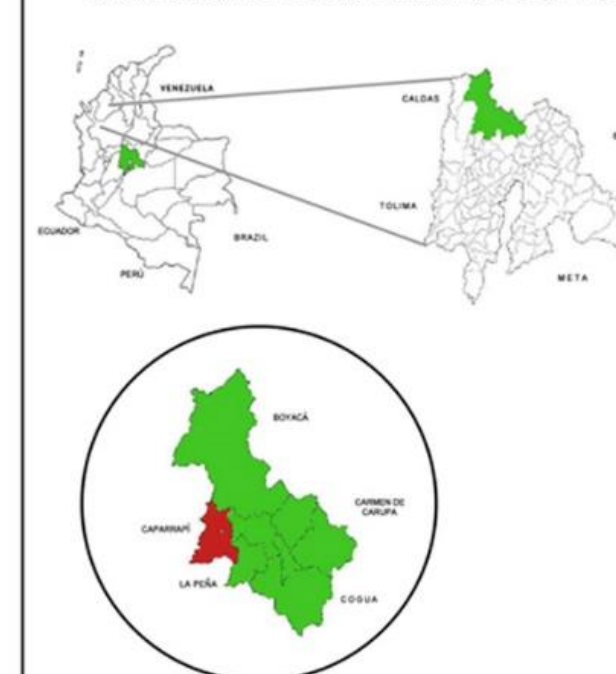 VENEZUELA
ECUADOR
PERÚ
BRAZIL
CALDAS
TOLIMA
META
BOYACÁ
CARMEN DE
CARUPA
CAPARRAPÍ
LA PEÑA
COGUA